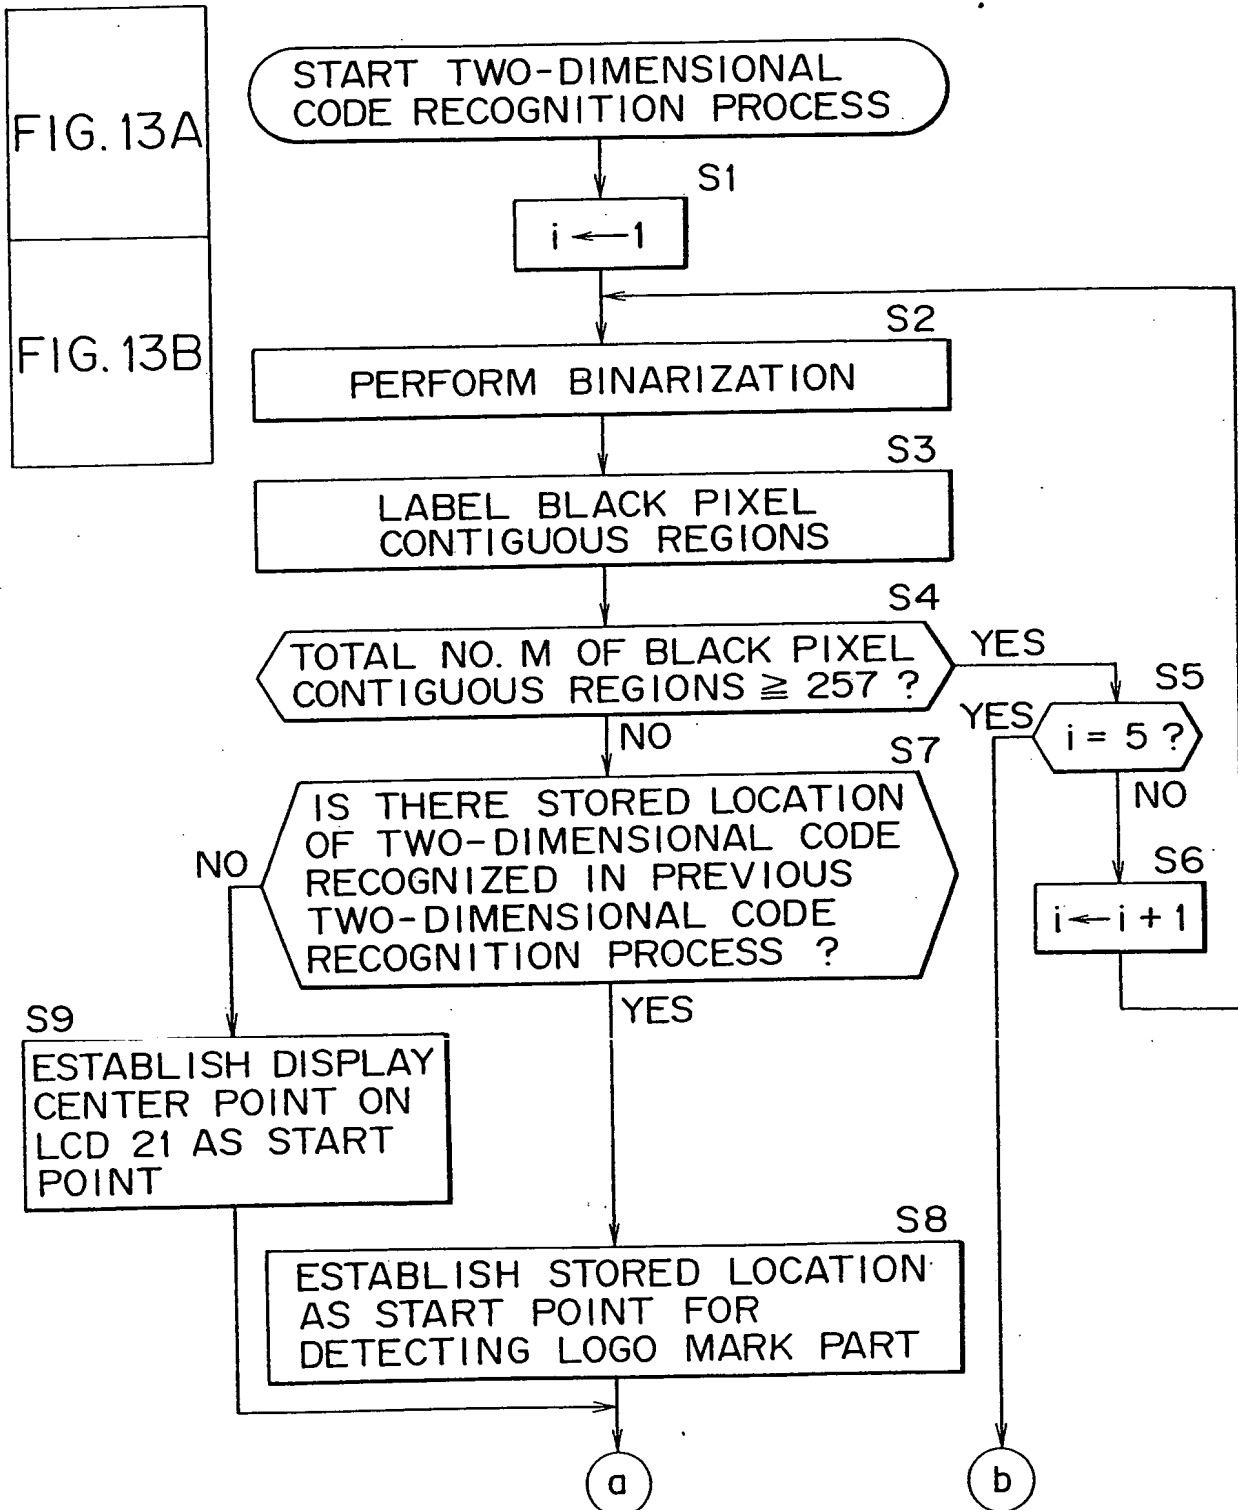 FIG. 13A
FIG. 13B
START TWO-DIMENSIONAL
CODE RECOGNITION PROCESS
S1
i ← 1
S2
PERFORM BINARIZATION
S3
LABEL BLACK PIXEL
CONTIGUOUS REGIONS
S4
TOTAL NO. M OF BLACK PIXEL
CONTIGUOUS REGIONS ≧ 257 ?
YES
NO
S5
i = 5 ?
YES
NO
S6
i ← i + 1
S7
IS THERE STORED LOCATION
OF TWO-DIMENSIONAL CODE
RECOGNIZED IN PREVIOUS
TWO-DIMENSIONAL CODE
RECOGNITION PROCESS ?
NO
YES
S9
ESTABLISH DISPLAY
CENTER POINT ON
LCD 21 AS START
POINT
S8
ESTABLISH STORED LOCATION
AS START POINT FOR
DETECTING LOGO MARK PART
a
b